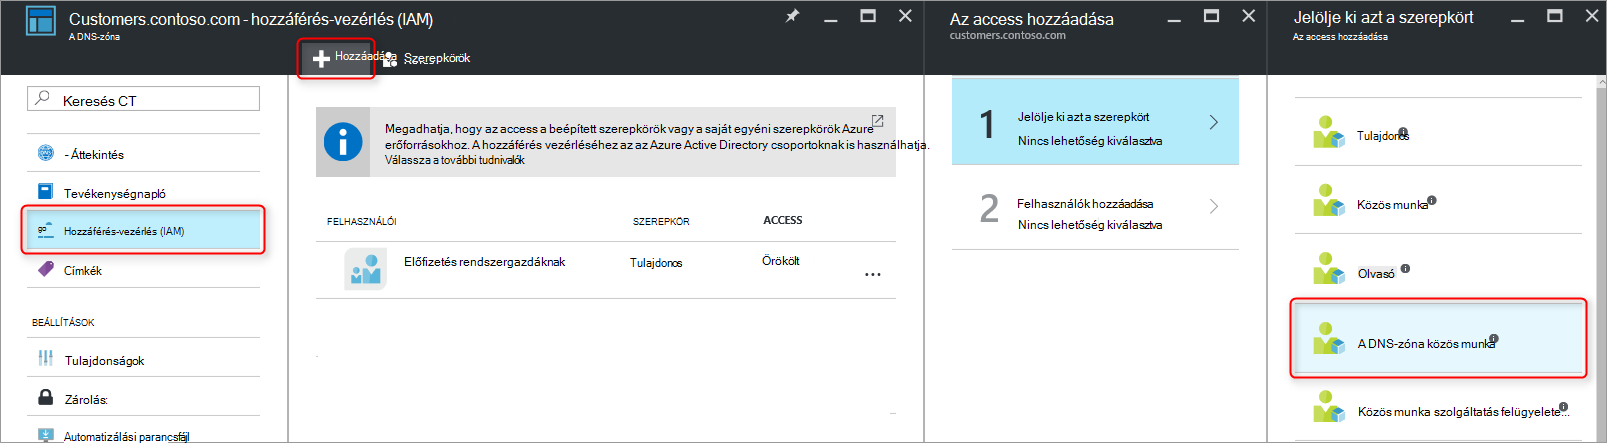 Customers.contoso.com - hozzáférés-vezérlés (IAM)
A DNS-zóna
Hozzáadása
Szerepkörök
Keresés CT
- Áttekintés
Tevékenységnapló
Hozzáférés-vezérlés (IAM)
Címkék
BEÁLLÍTÁSOK
Tulajdonságok
Zárolás:
Automatizálási parancsfájl
Megadhatja, hogy az access a beépített szerepkörök vagy a saját egyéni szerepkörök Azure
erőforrásokhoz. A hozzáférés vezérléséhez az az Azure Active Directory csoportoknak is használhatja.
Válassza a további tudnivalók
FELHASZNÁLÓI SZEREPKÖR ACCESS
Előfizetés rendszergazdáknak Tulajdonos Örökölt ...
Az access hozzáadása
customers.contoso.com
1 Jelölje ki azt a szerepkört
Nincs lehetőség kiválasztva
2 Felhasználók hozzáadása
Nincs lehetőség kiválasztva
Jelölje ki azt a szerepkört
Az access hozzáadása
Tulajdonos
Közös munka
Olvasó
A DNS-zóna közös munka
Közös munka szolgáltatás felügyelete...